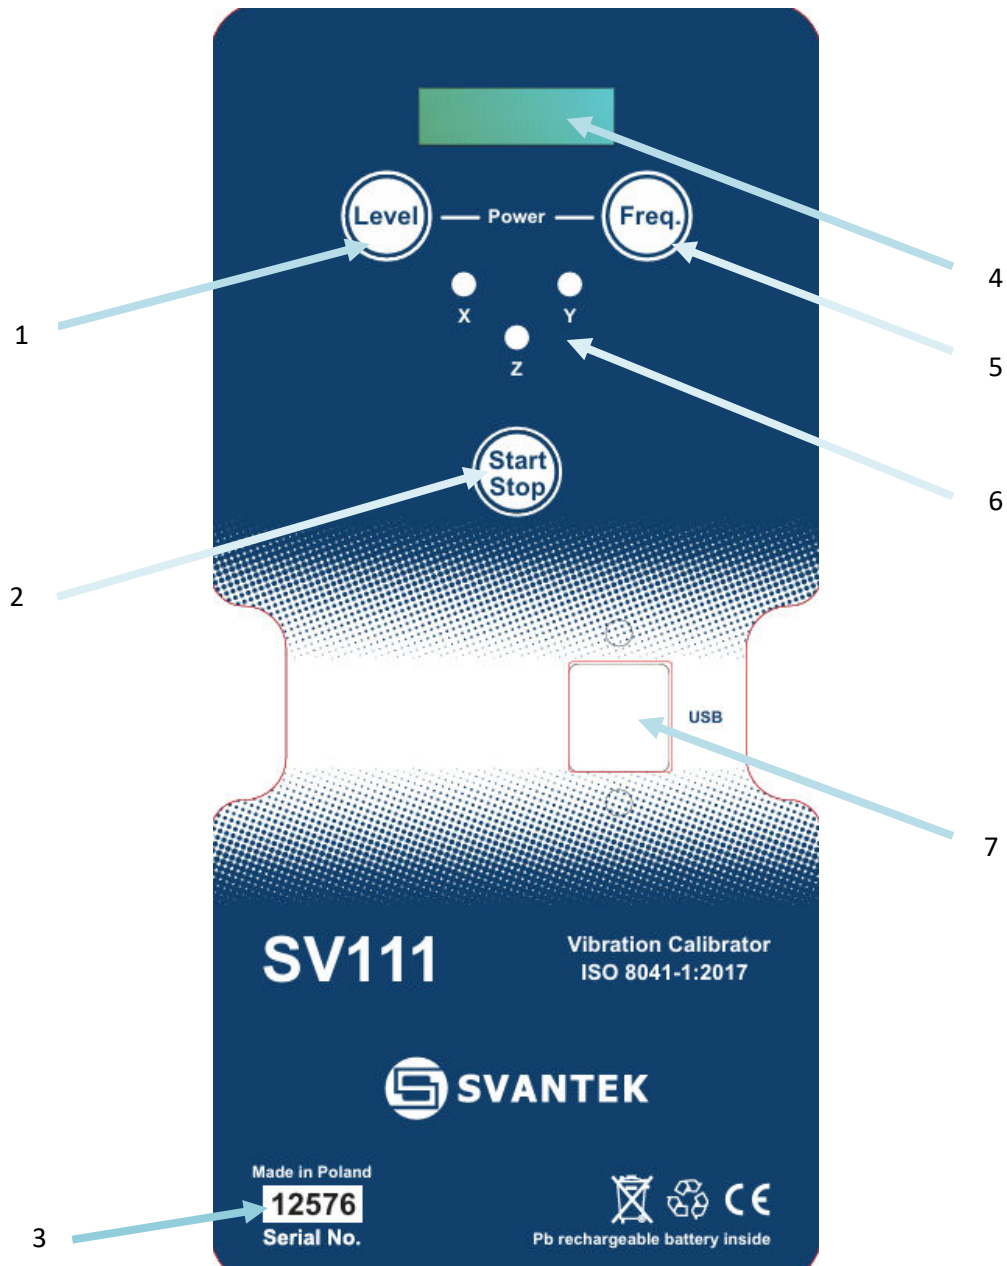 Level
Power
Freq.
4
X
Y
1
5
Z
Start
Stop
6
2
USB
7
SV111
Vibration Calibrator
ISO 8041-1:2017
SVANTEK
Made in Poland
12576
Serial No.
3
CE
Pb rechargeable battery inside